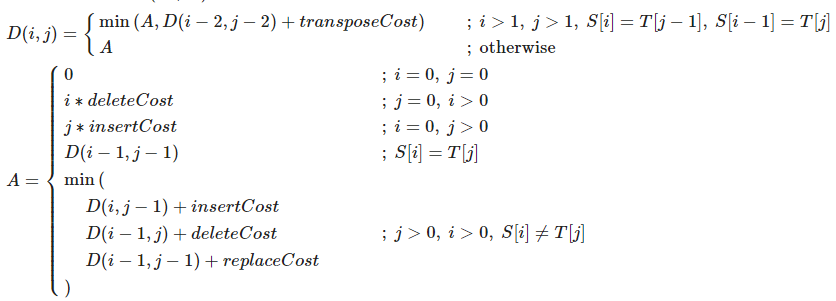 D(i, j) = { min (A, D(i − 2, j − 2) + transposeCost) ; i > 1, j > 1, S[i] = T[j − 1], S[i − 1] = T[j]
A ; otherwise
A = { 0 ; i = 0, j = 0
i ∗ deleteCost ; j = 0, i > 0
j ∗ insertCost ; i = 0, j > 0
D(i − 1, j − 1) ; S[i] = T[j]
min (
D(i, j − 1) + insertCost
D(i − 1, j) + deleteCost ; j > 0, i > 0, S[i] ≠ T[j]
D(i − 1, j − 1) + replaceCost
)